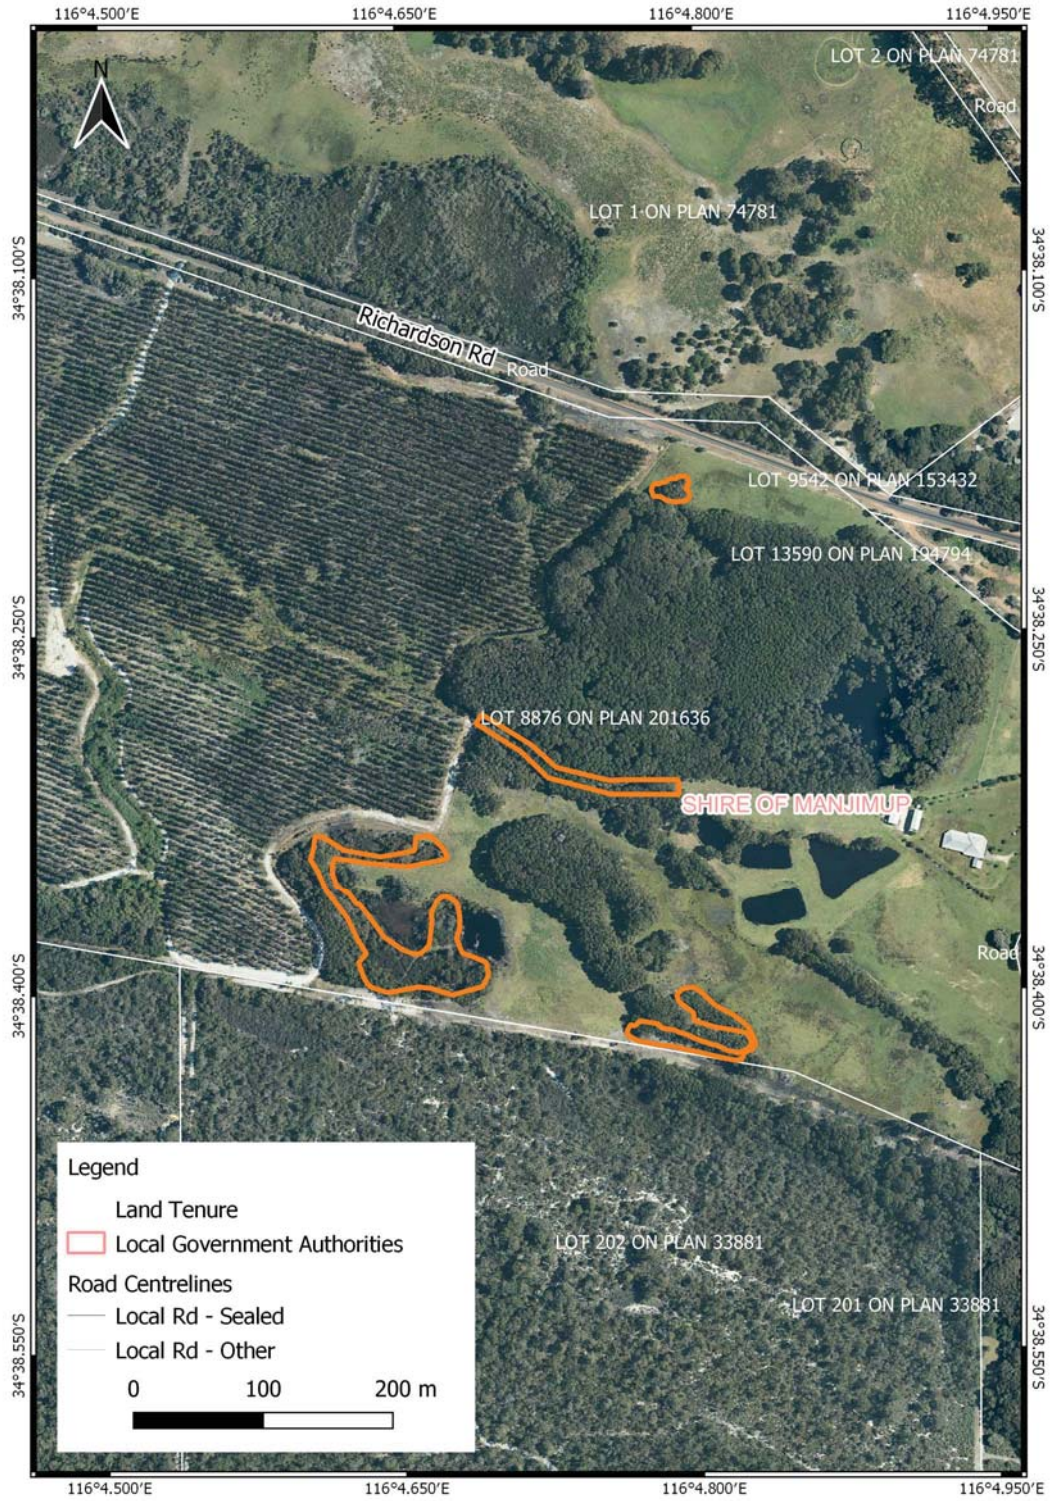 116°4.500'E 116°4.650'E 116°4.800'E 116°4.950'E
N
LOT 2 ON PLAN 74781
Road
LOT 1 ON PLAN 74781
34°38.100'S
34°38.100'S
Richardson Rd
Road
LOT 9542 ON PLAN 153432
LOT 13590 ON PLAN 194794
34°38.250'S
34°38.250'S
LOT 8876 ON PLAN 201636
SHIRE OF MANJIMUP
Road
34°38.400'S
34°38.400'S
Legend
Land Tenure
Local Government Authorities
Road Centrelines
Local Rd - Sealed
Local Rd - Other
0 100 200 m
LOT 202 ON PLAN 33881
LOT 201 ON PLAN 33881
34°38.550'S
34°38.550'S
116°4.500'E 116°4.650'E 116°4.800'E 116°4.950'E